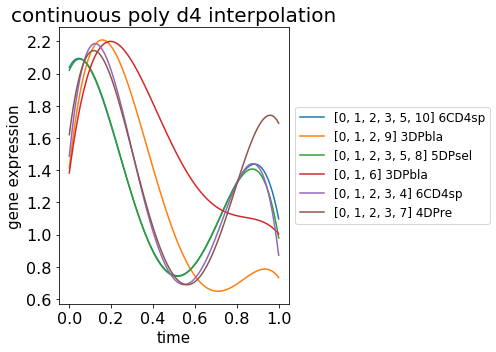 continuous poly d4 interpolation
gene expression
2.2
2.0
1.8
1.6
1.4
1.2
1.0
0.8
0.6
0.0 0.2 0.4 0.6 0.8 1.0
time
[0, 1, 2, 3, 5, 10] 6CD4sp
[0, 1, 2, 9] 3DPbla
[0, 1, 2, 3, 5, 8] 5DPsel
[0, 1, 6] 3DPbla
[0, 1, 2, 3, 4] 6CD4sp
[0, 1, 2, 3, 7] 4DPre